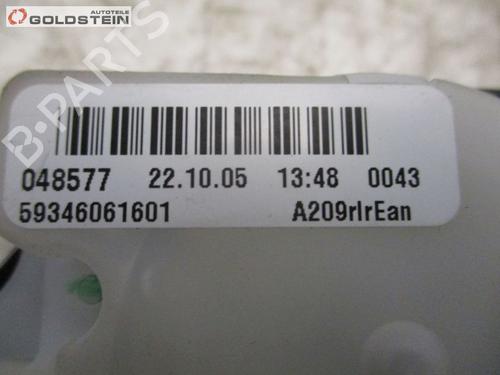 AUTOTEILE
GOLDSTEIN
B-PARTS
048577 22.10.05 13:48 0043
59346061601 A209rlrEan